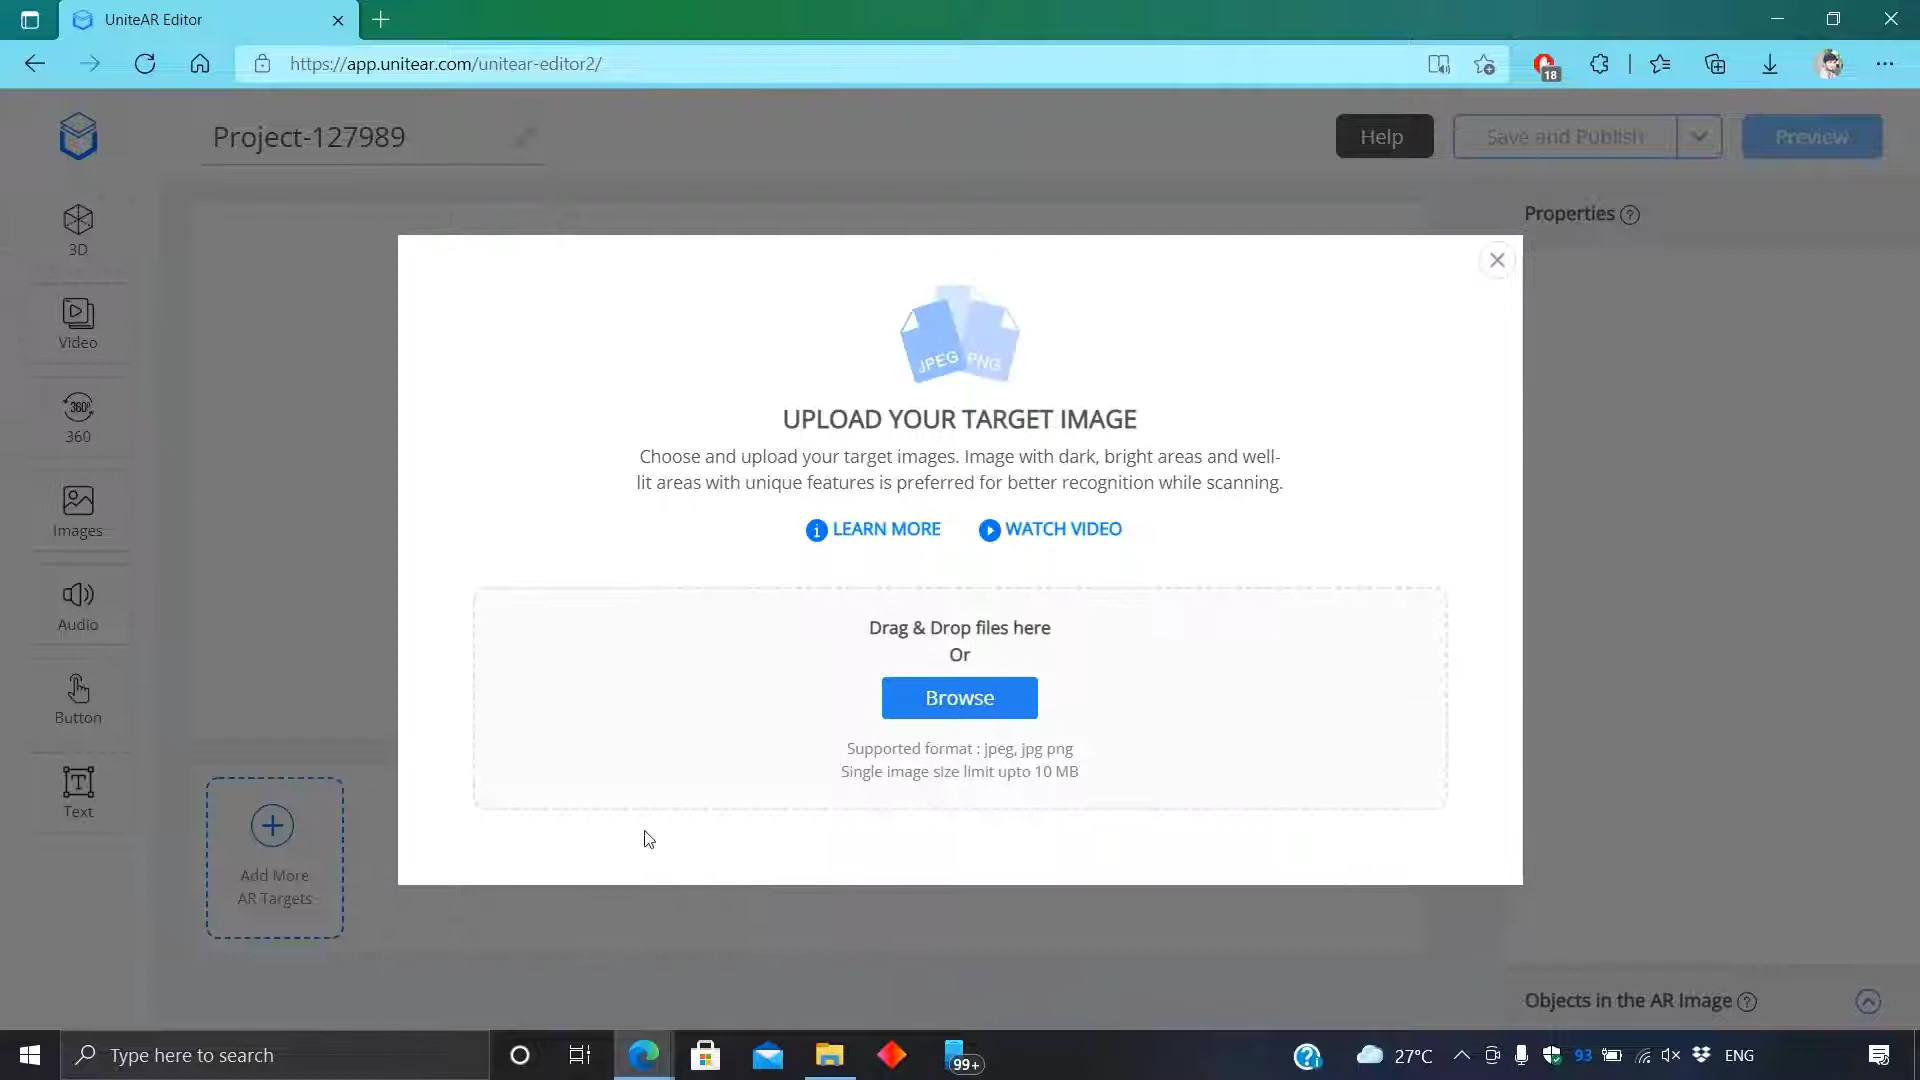 UniteAR Editor
https://app.unitear.com/unitear-editor2/
18
Project-127989
Help
Save and Publish
Preview
3D
Video
360
360
Images
Audio
Button
Text
Properties ?
JPEG PNG
UPLOAD YOUR TARGET IMAGE
Choose and upload your target images. Image with dark, bright areas and well-
lit areas with unique features is preferred for better recognition while scanning.
LEARN MORE
WATCH VIDEO
Drag & Drop files here
Or
Browse
Supported format : jpeg, jpg png
Single image size limit upto 10 MB
Add More
AR Targets
Objects in the AR Image ?
Type here to search
99+
27°C
93
ENG